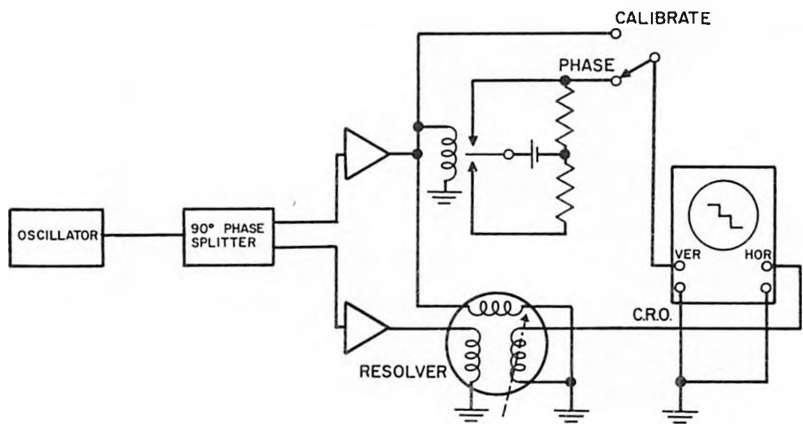 CALIBRATE
PHASE
OSCILLATOR
90° PHASE
SPLITTER
VER
HOR
C.R.O.
RESOLVER